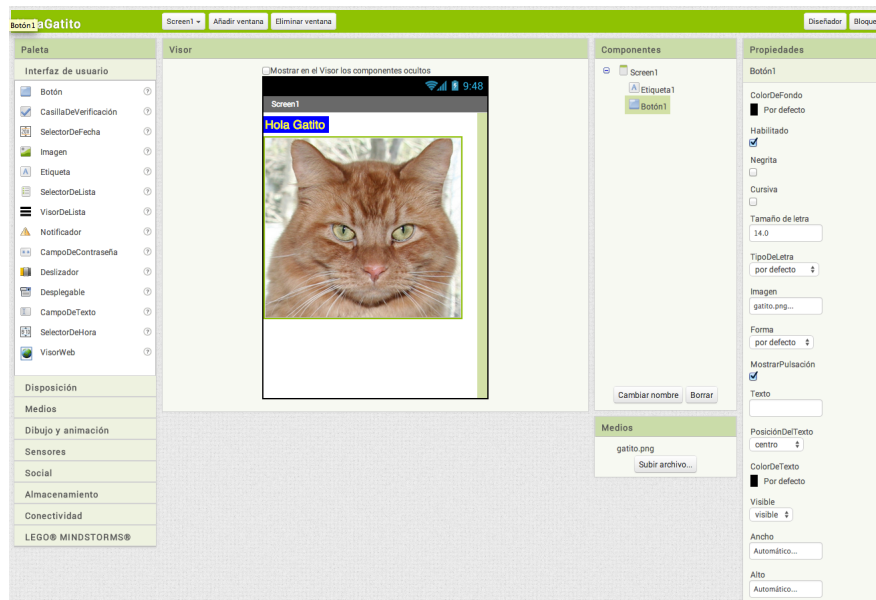 Botón1
aGatito
Screen1
Añadir ventana
Eliminar ventana
Diseñador
Bloque
Paleta
Interfaz de usuario
Botón
CasillaDeVerificación
SelectorDeFecha
Imagen
Etiqueta
SelectorDeLista
VisorDeLista
Notificador
CampoDeContraseña
Deslizador
Desplegable
CampoDeTexto
SelectorDeHora
VisorWeb
Disposición
Medios
Dibujo y animación
Sensores
Social
Almacenamiento
Conectividad
LEGO® MINDSTORMS®
Visor
Mostrar en el Visor los componentes ocultos
9:48
Screen1
Hola Gatito
Componentes
Screen1
A Etiqueta1
Botón1
Cambiar nombre
Borrar
Medios
gatito.png
Subir archivo...
Propiedades
Botón1
ColorDeFondo
Por defecto
Habilitado
Negrita
Cursiva
Tamaño de letra
14.0
TipoDeLetra
por defecto
Imagen
gatito.png...
Forma
por defecto
MostrarPulsación
Texto
PosiciónDelTexto
centro
ColorDeTexto
Por defecto
Visible
visible
Ancho
Automático...
Alto
Automático...